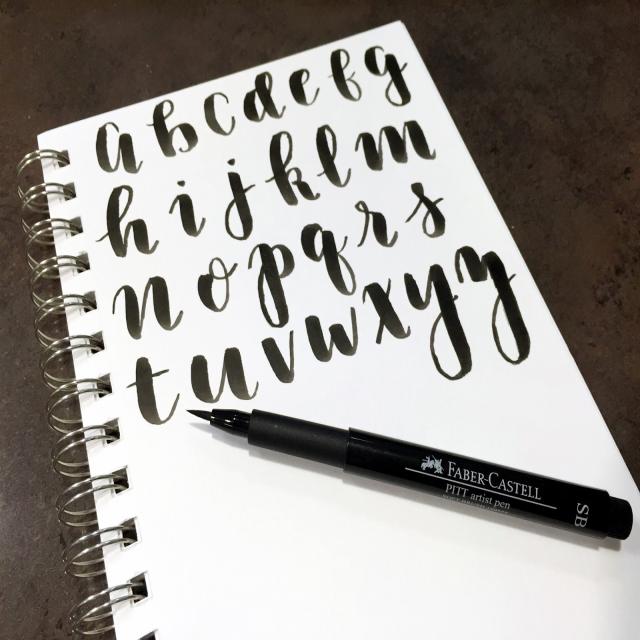 a b c d e f g
h i j k l m
n o p q r s
t u v w x y z
FABER-CASTELL
PITT artist pen
SB